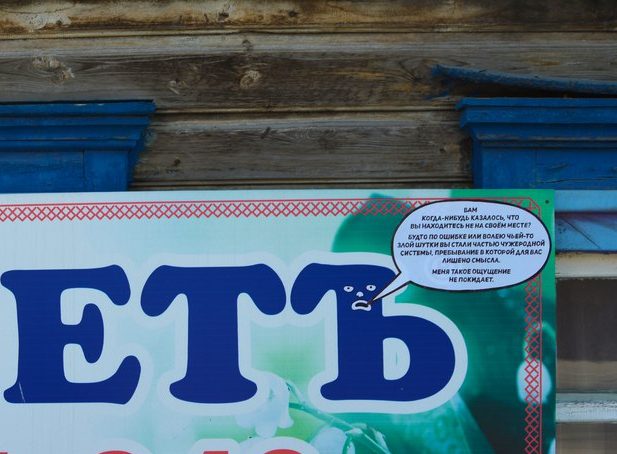 ВАМ
КОГДА-НИБУДЬ КАЗАЛОСЬ, ЧТО
ВЫ НАХОДИТЕСЬ НЕ НА СВОЁМ МЕСТЕ?
БУДТО ПО ОШИБКЕ ИЛИ ВОЛЕЮ ЧЬЕЙ-ТО
ЗЛОЙ ШУТКИ ВЫ СТАЛИ ЧАСТЬЮ ЧУЖЕРОДНОЙ
СИСТЕМЫ, ПРЕБЫВАНИЕ В КОТОРОЙ ДЛЯ ВАС
ЛИШЕНО СМЫСЛА.
МЕНЯ ТАКОЕ ОЩУЩЕНИЕ
НЕ ПОКИДАЕТ.
ЕТЪ